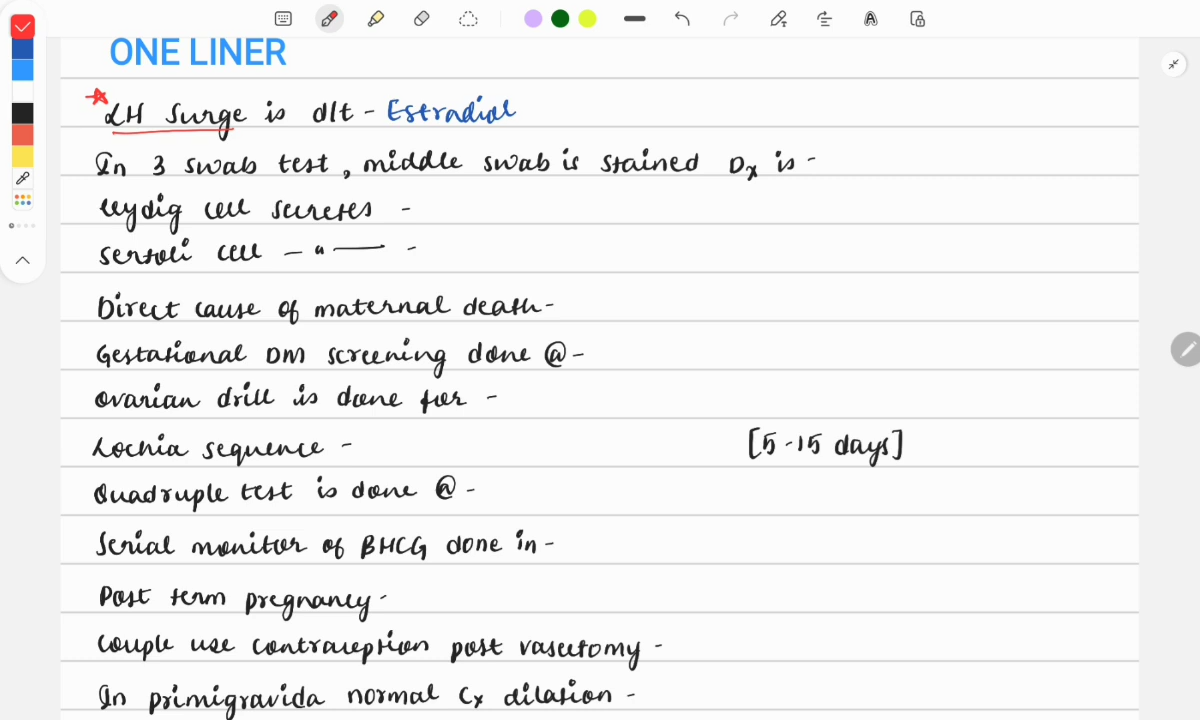 ONE LINER
LH Surge is d/t - Estradiol
In 3 swab test, middle swab is stained Dx is -
leydig cell secretes -
sertoli cell - " —— -
Direct cause of maternal death -
Gestational DM screening done @ -
ovarian drill is done for -
Lochia sequence - [5-15 days]
Quadruple test is done @ -
Serial monitor of BHCG done in -
Post term pregnancy -
Couple use contraception post vasectomy -
In primigravida normal Cx dilation -